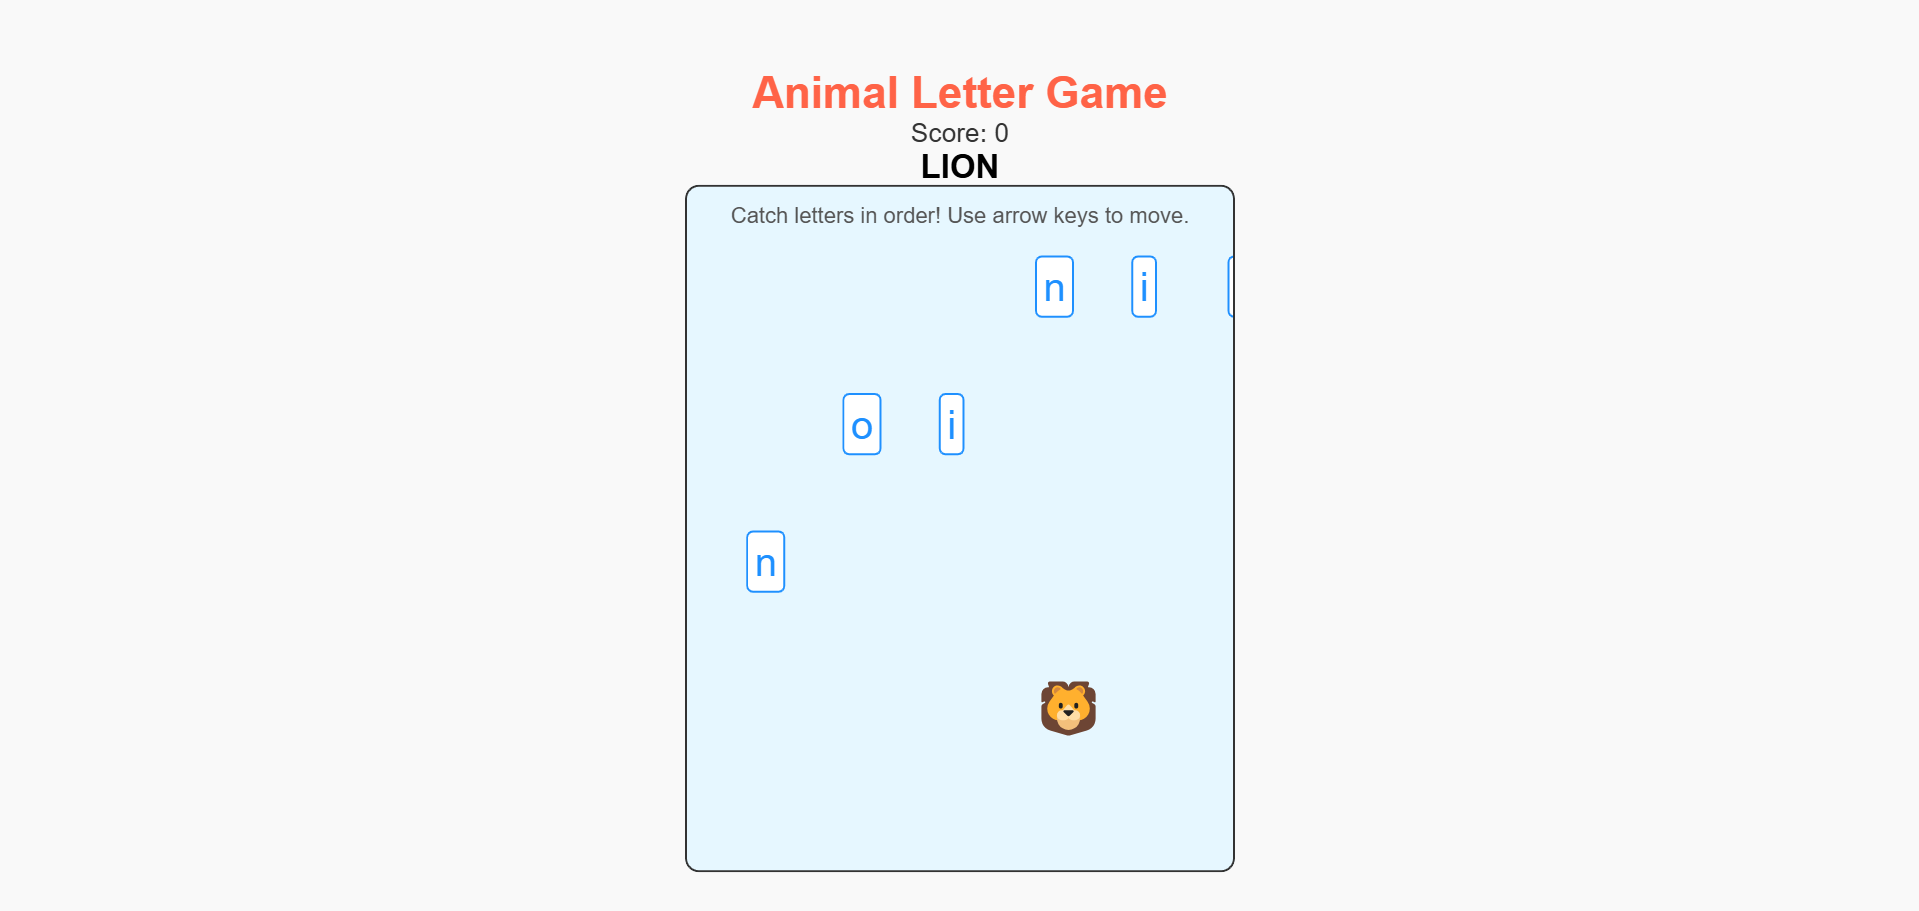 Animal Letter Game
Score: 0
LION
Catch letters in order! Use arrow keys to move.
n i
o i
n